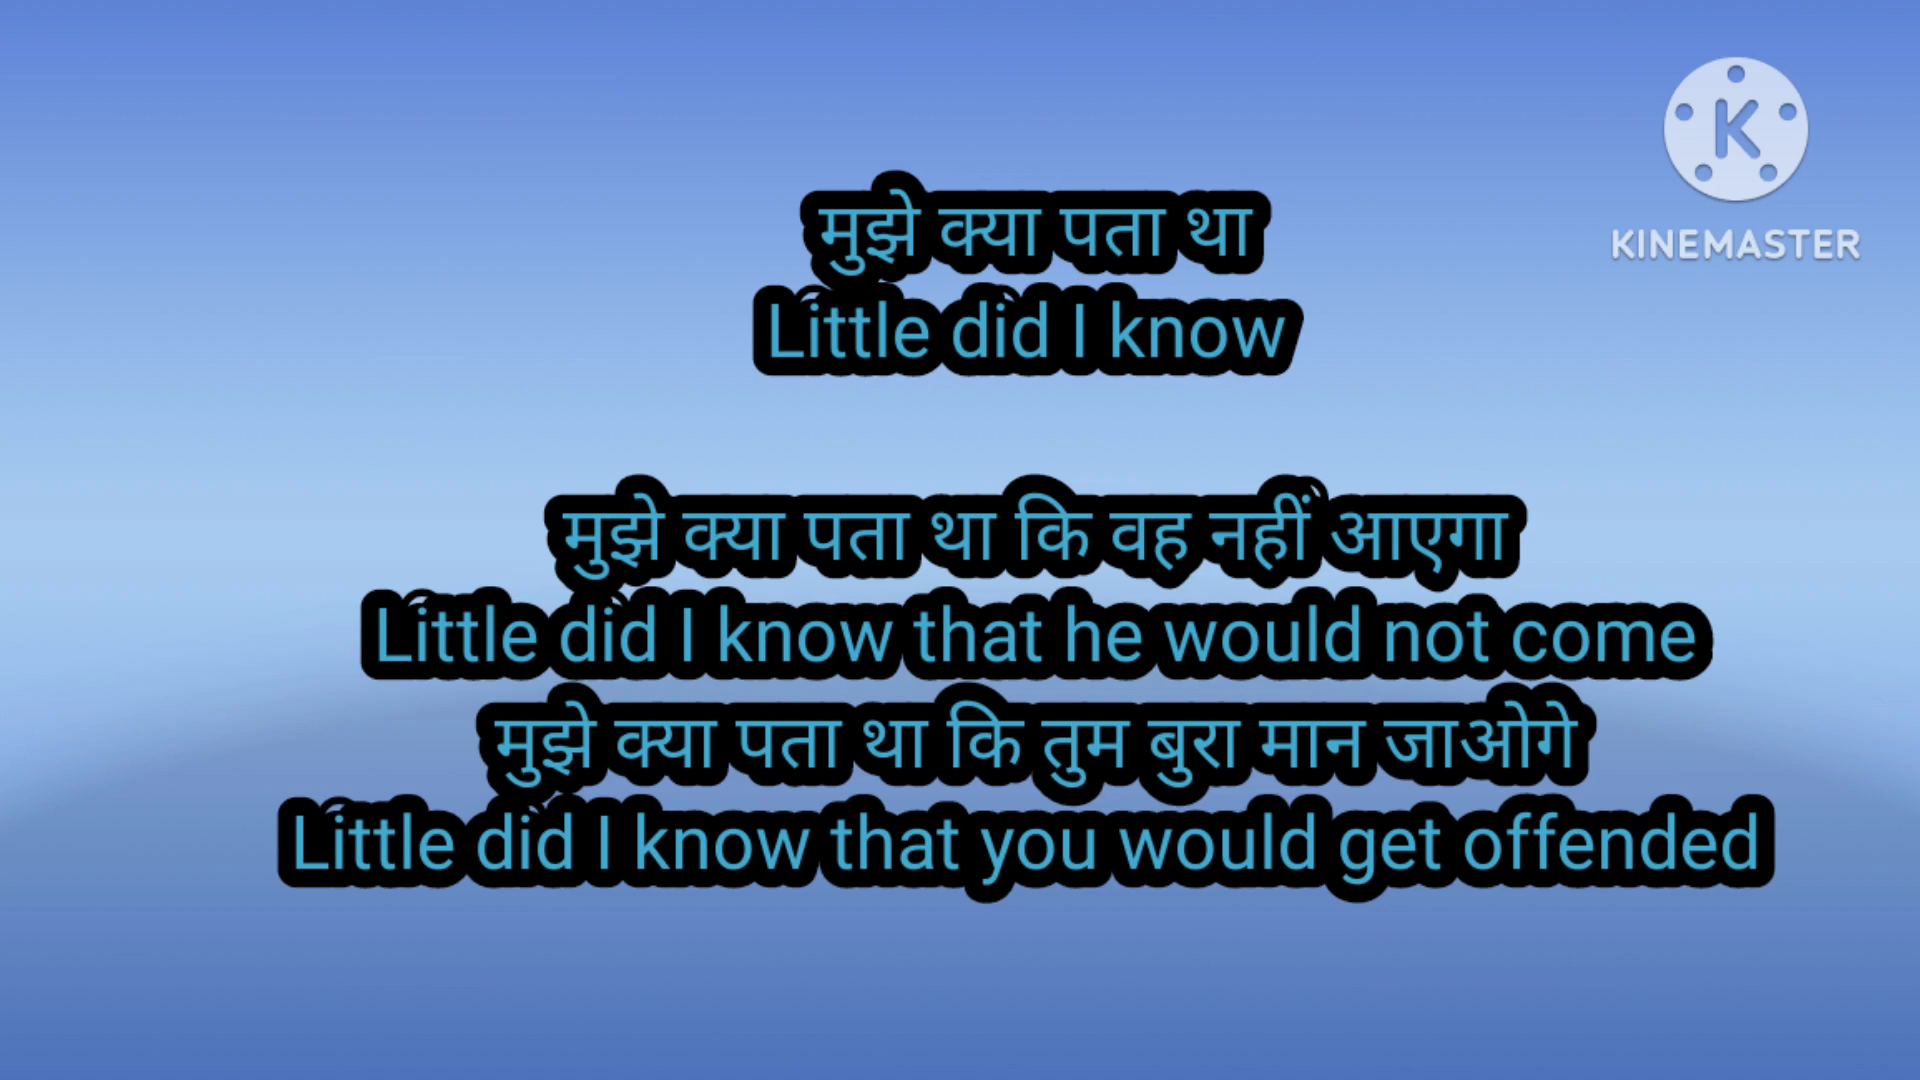 मुझे क्या पता था
Little did I know
मुझे क्या पता था कि वह नहीं आएगा
Little did I know that he would not come
मुझे क्या पता था कि तुम बुरा मान जाओगे
Little did I know that you would get offended
K
KINEMASTER